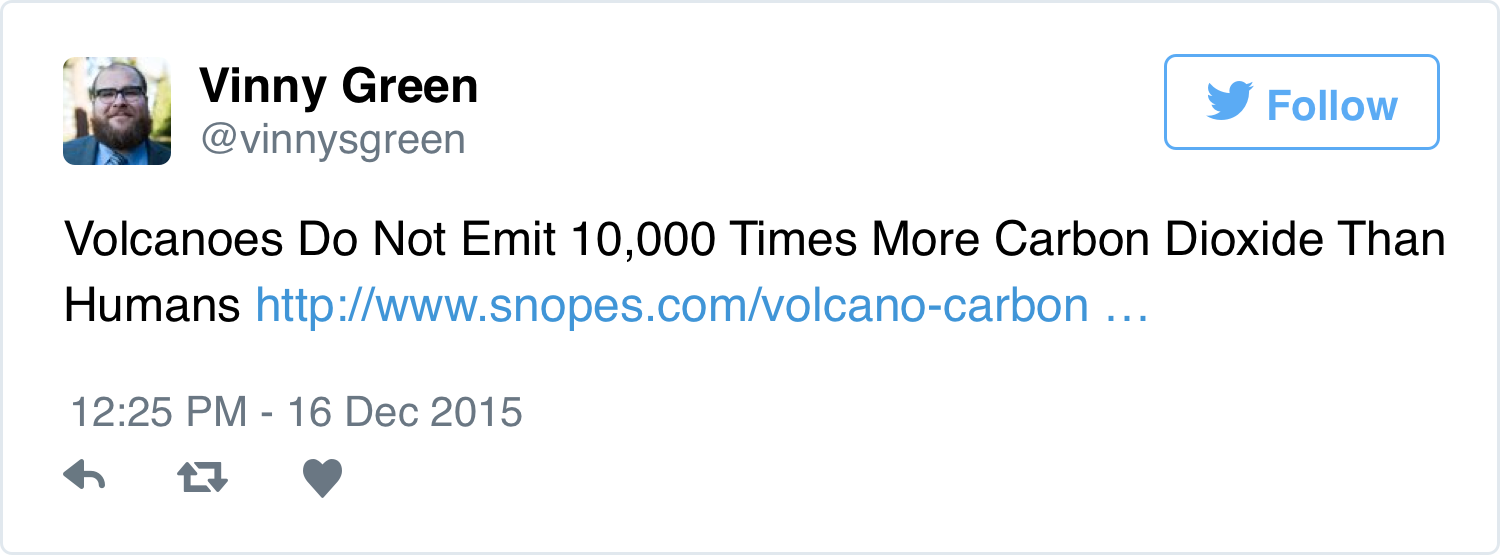 Vinny Green
@vinnysgreen
Follow
Volcanoes Do Not Emit 10,000 Times More Carbon Dioxide Than
Humans http://www.snopes.com/volcano-carbon …
12:25 PM - 16 Dec 2015